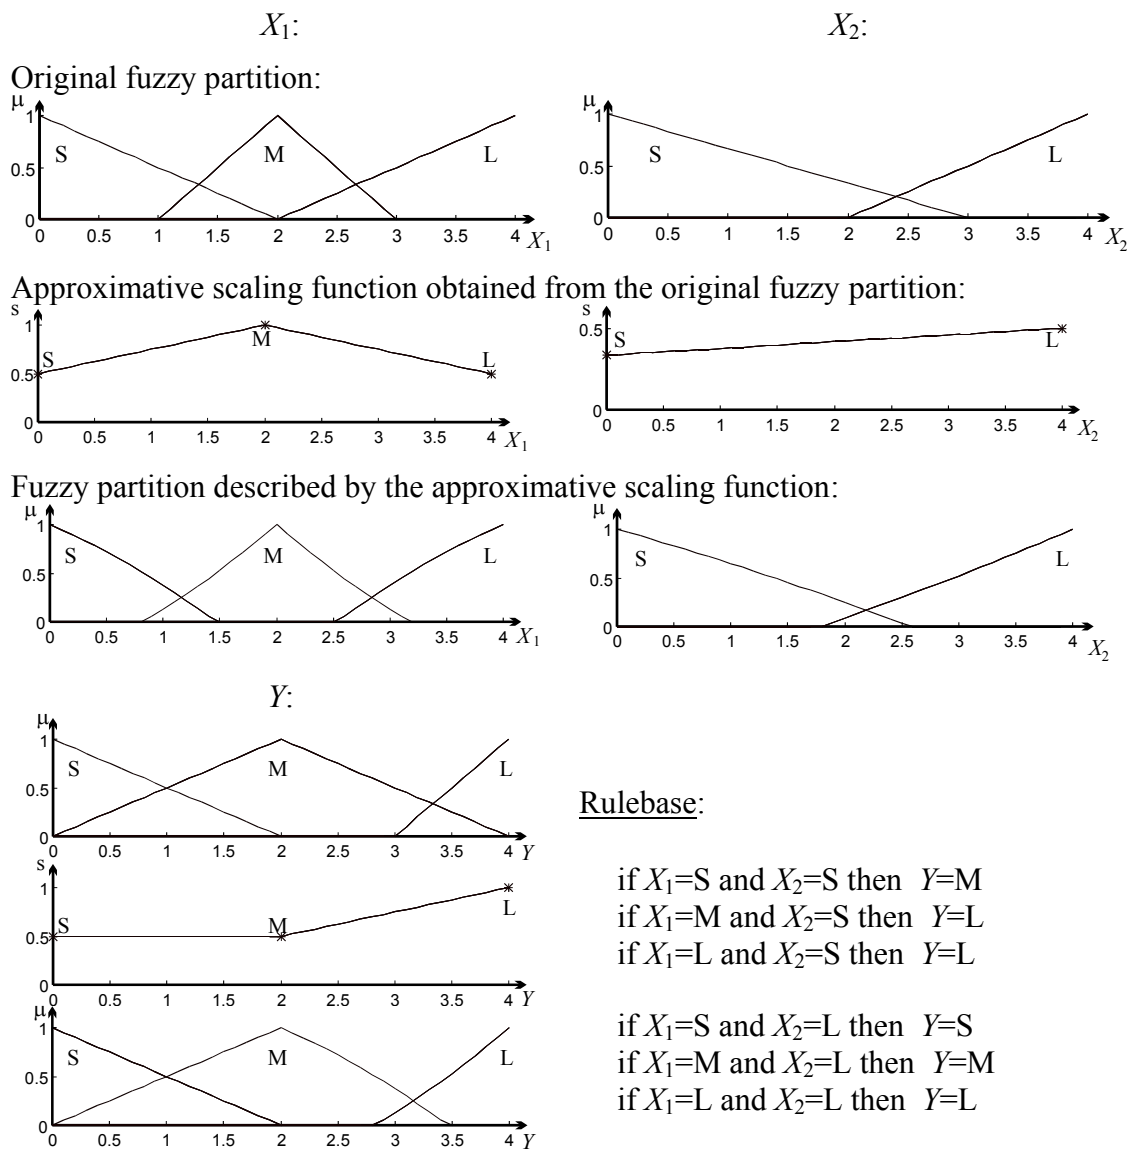 X1: X2:
Original fuzzy partition:
μ 1 0.5 0 S M L
0 0.5 1 1.5 2 2.5 3 3.5 4 X1
μ 1 0.5 0 S L
0 0.5 1 1.5 2 2.5 3 3.5 4 X2
Approximative scaling function obtained from the original fuzzy partition:
s 1 0.5 0 S M L
0 0.5 1 1.5 2 2.5 3 3.5 4 X1
s 0.5 0 S L
0 0.5 1 1.5 2 2.5 3 3.5 4 X2
Fuzzy partition described by the approximative scaling function:
μ 1 0.5 0 S M L
0 0.5 1 1.5 2 2.5 3 3.5 4 X1
μ 1 0.5 0 S L
0 0.5 1 1.5 2 2.5 3 3.5 4 X2
Y:
μ 1 0.5 0 S M L
0 0.5 1 1.5 2 2.5 3 3.5 4 Y
s 1 0.5 0 S M L
0 0.5 1 1.5 2 2.5 3 3.5 4 Y
μ 1 0.5 0 S M L
0 0.5 1 1.5 2 2.5 3 3.5 4 Y
Rulebase:
if X1=S and X2=S then Y=M
if X1=M and X2=S then Y=L
if X1=L and X2=S then Y=L
if X1=S and X2=L then Y=S
if X1=M and X2=L then Y=M
if X1=L and X2=L then Y=L